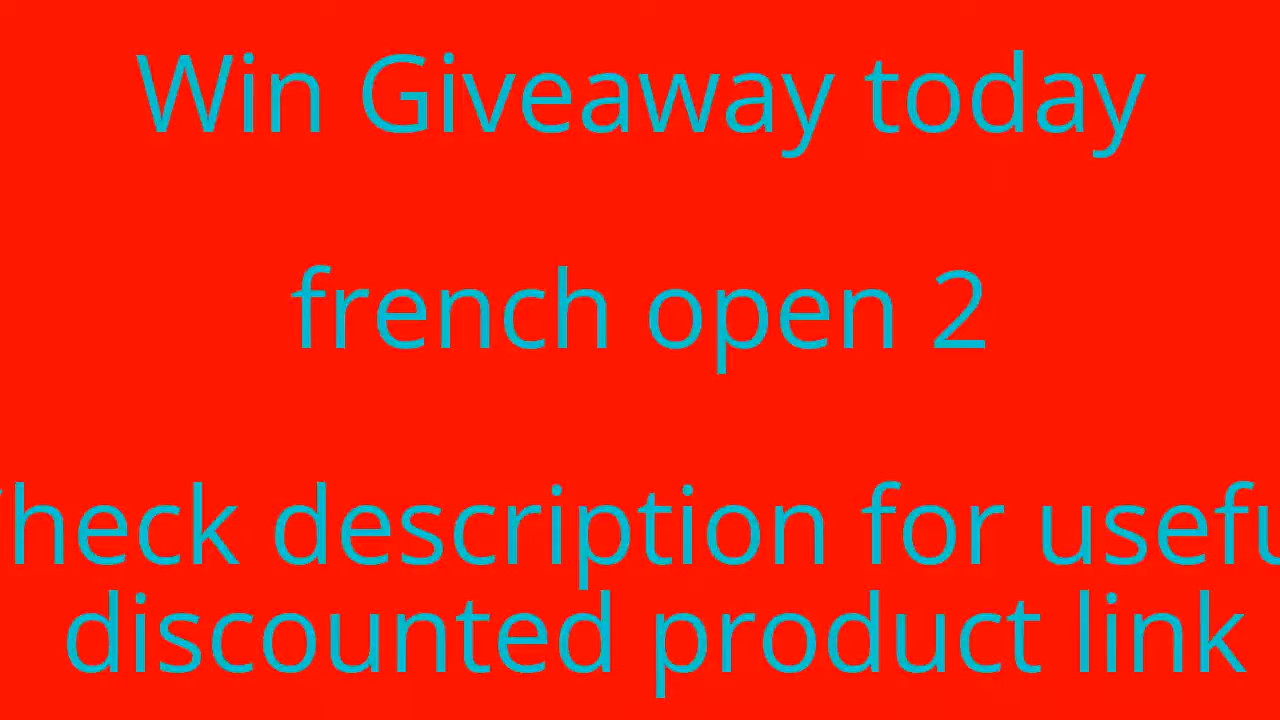 Win Giveaway today
french open 2
heck description for usefu
discounted product link